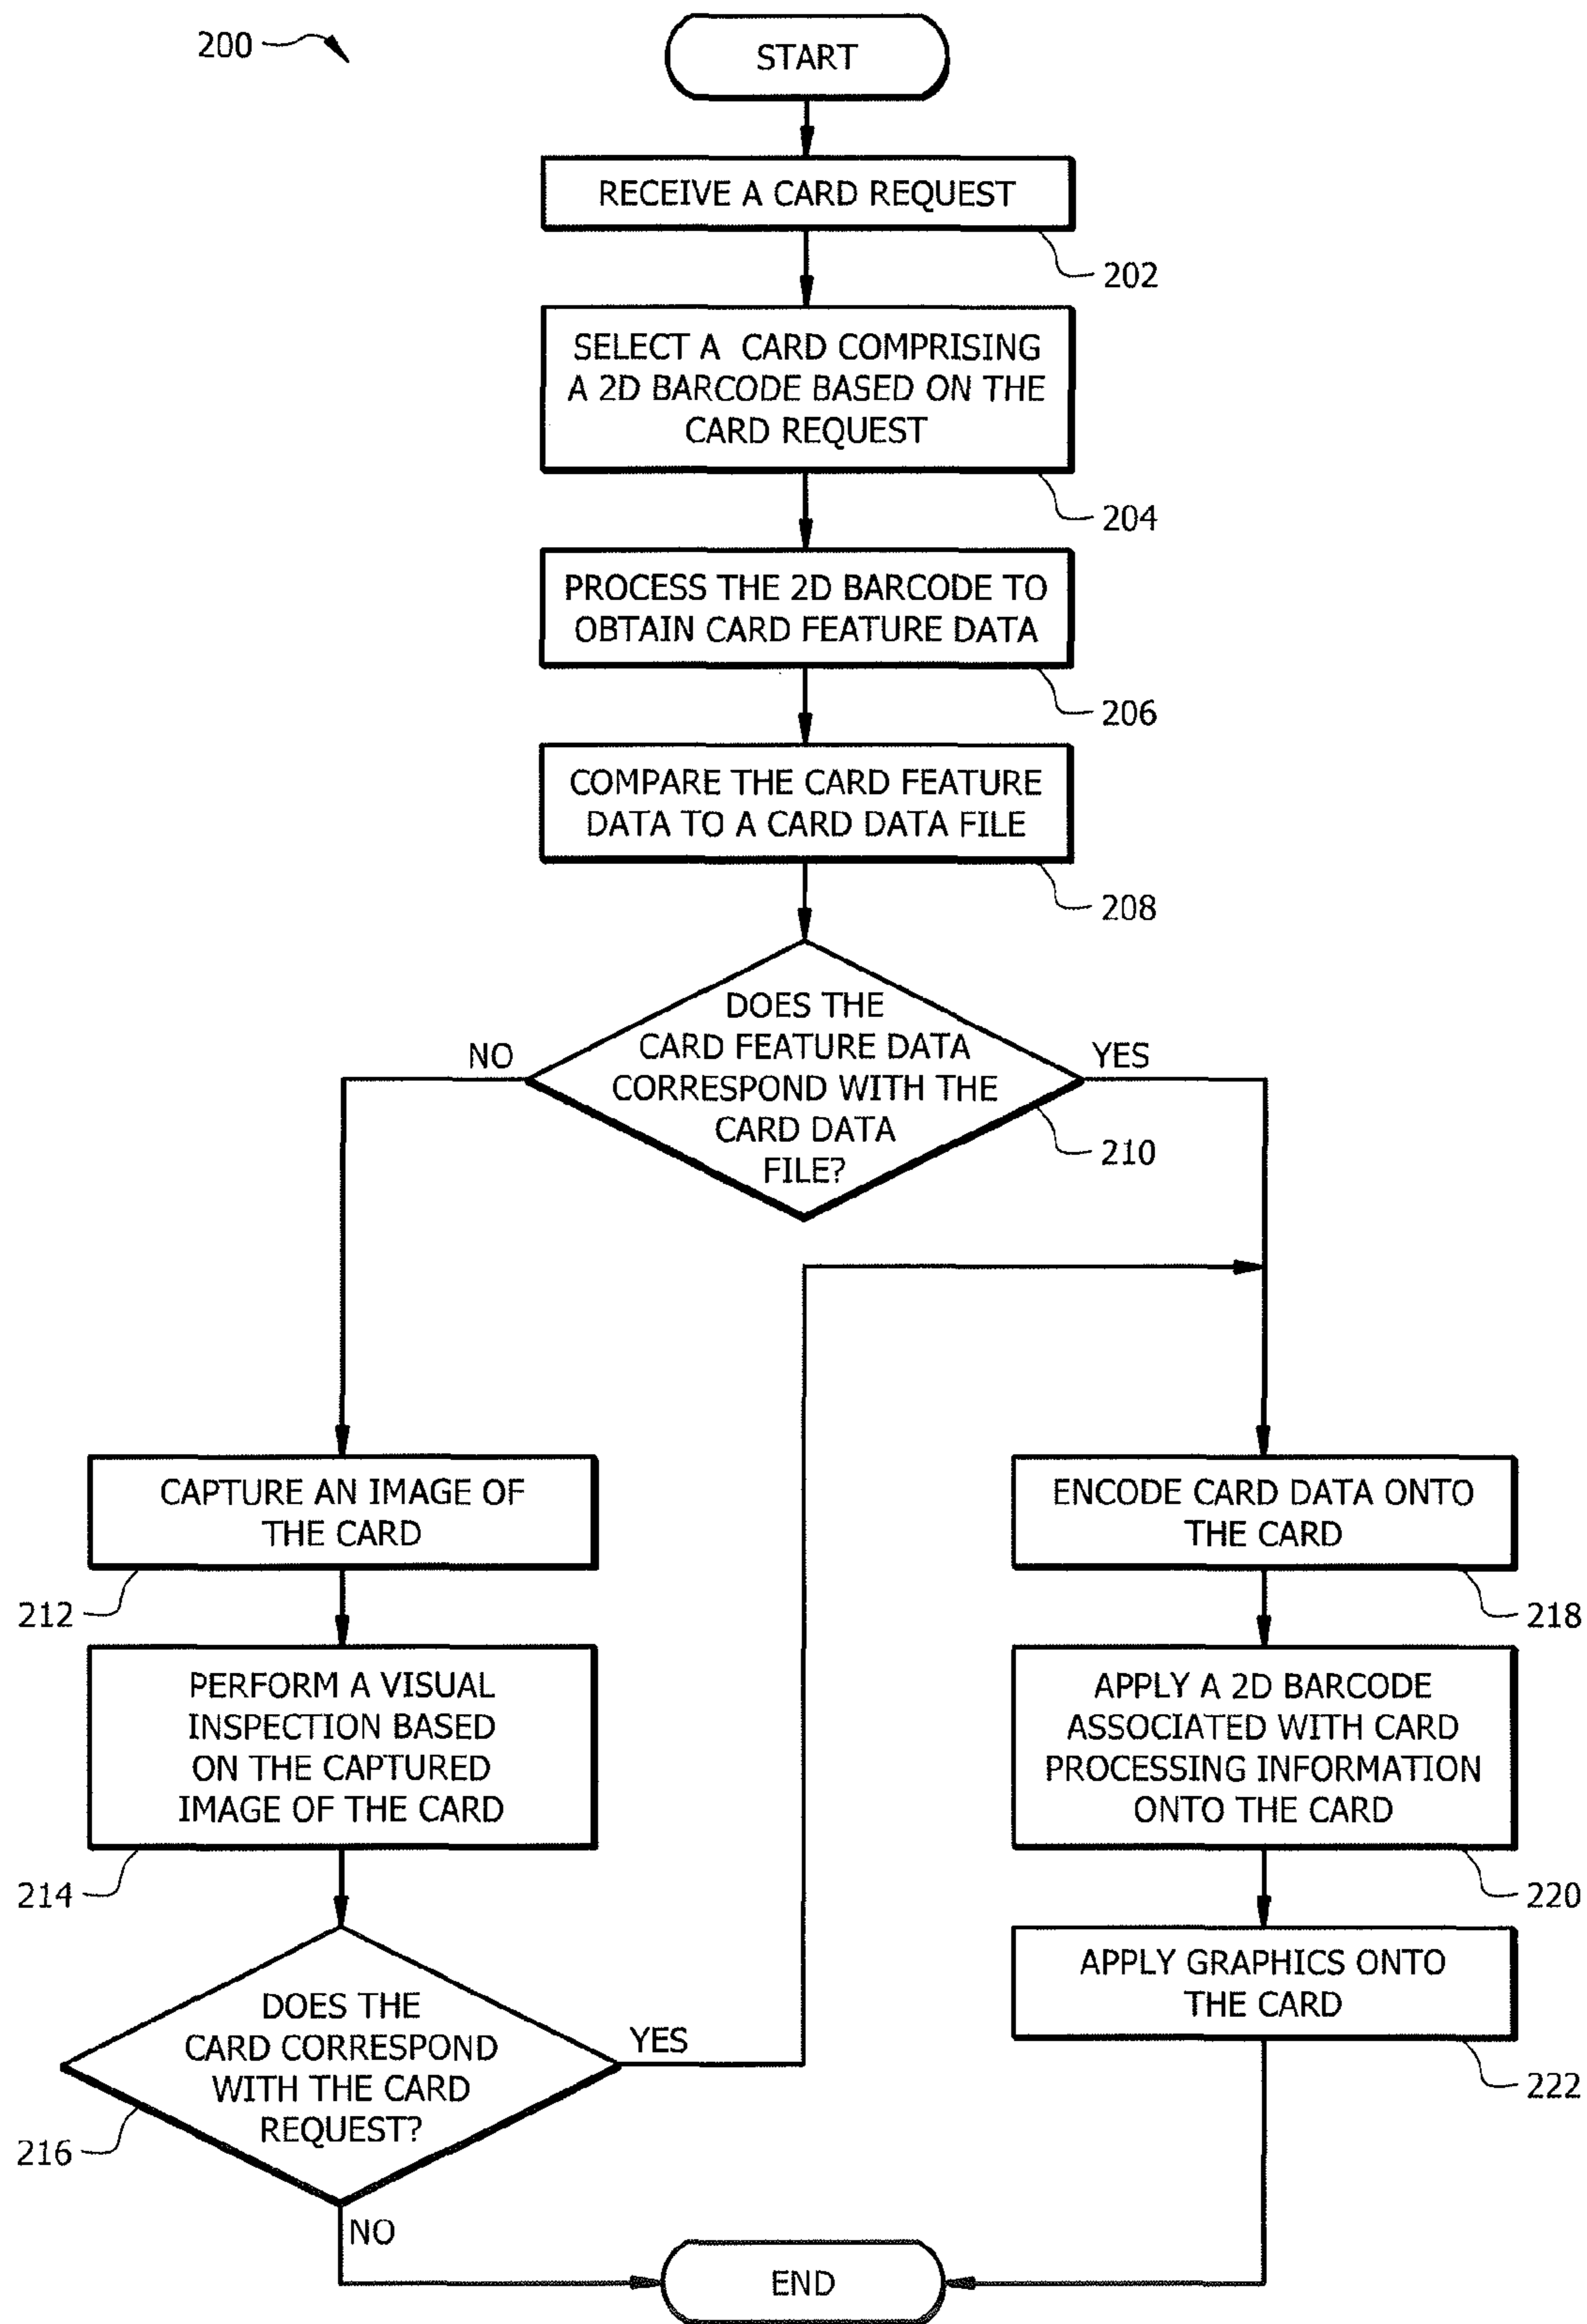 200
START
RECEIVE A CARD REQUEST
202
SELECT A CARD COMPRISING
A 2D BARCODE BASED ON THE
CARD REQUEST
204
PROCESS THE 2D BARCODE TO
OBTAIN CARD FEATURE DATA
206
COMPARE THE CARD FEATURE
DATA TO A CARD DATA FILE
208
DOES THE
CARD FEATURE DATA
CORRESPOND WITH THE
CARD DATA
FILE?
210
NO
YES
CAPTURE AN IMAGE OF
THE CARD
212
PERFORM A VISUAL
INSPECTION BASED
ON THE CAPTURED
IMAGE OF THE CARD
214
DOES THE
CARD CORRESPOND
WITH THE CARD
REQUEST?
216
YES
NO
ENCODE CARD DATA ONTO
THE CARD
218
APPLY A 2D BARCODE
ASSOCIATED WITH CARD
PROCESSING INFORMATION
ONTO THE CARD
220
APPLY GRAPHICS ONTO
THE CARD
222
END